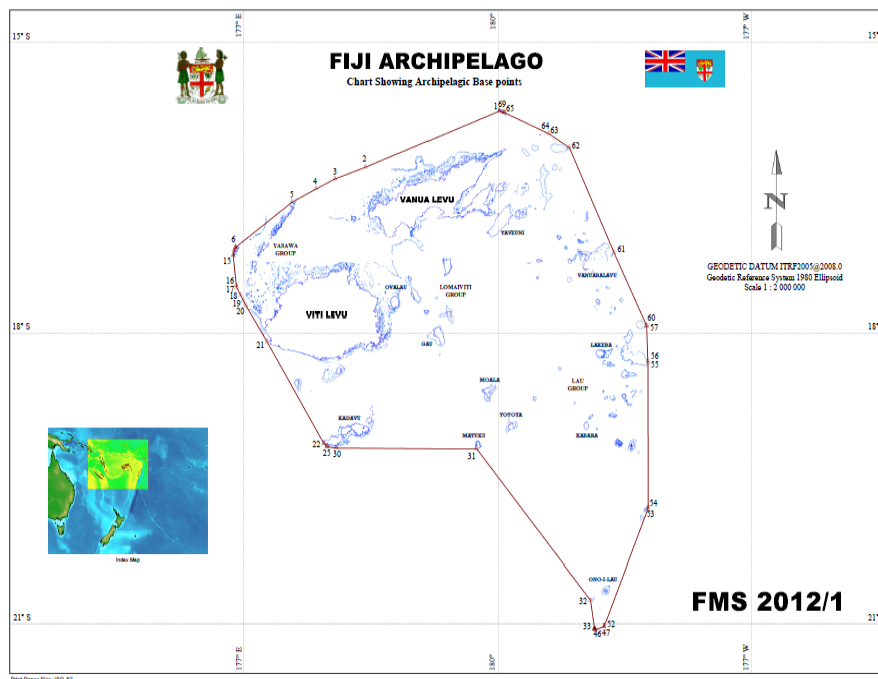 177° E
180°
177° W
15° S
15°
FIJI ARCHIPELAGO
Chart Showing Archipelagic Base points
1
69
65
64
63
62
2
3
4
5
VANUA LEVU
TAVEUNI
6
YASAWA
GROUP
15
61
VANUABALAVU
GEODETIC DATUM ITRF2005@2008.0
Geodetic Reference System 1980 Ellipsoid
Scale 1 : 2 000 000
16
17
18
19
20
OVALAU
LOMAIVITI
GROUP
VITI LEVU
60
57
18° S
18°
21
GAU
LAKEBA
56
55
MOALA
LAU
GROUP
KADAVU
TOTOYA
MATUKU
KABARA
22
25
30
31
54
53
Index Map
ONO-I-LAU
32
FMS 2012/1
33
46
47
52
21° S
21°
177° E
180°
177° W